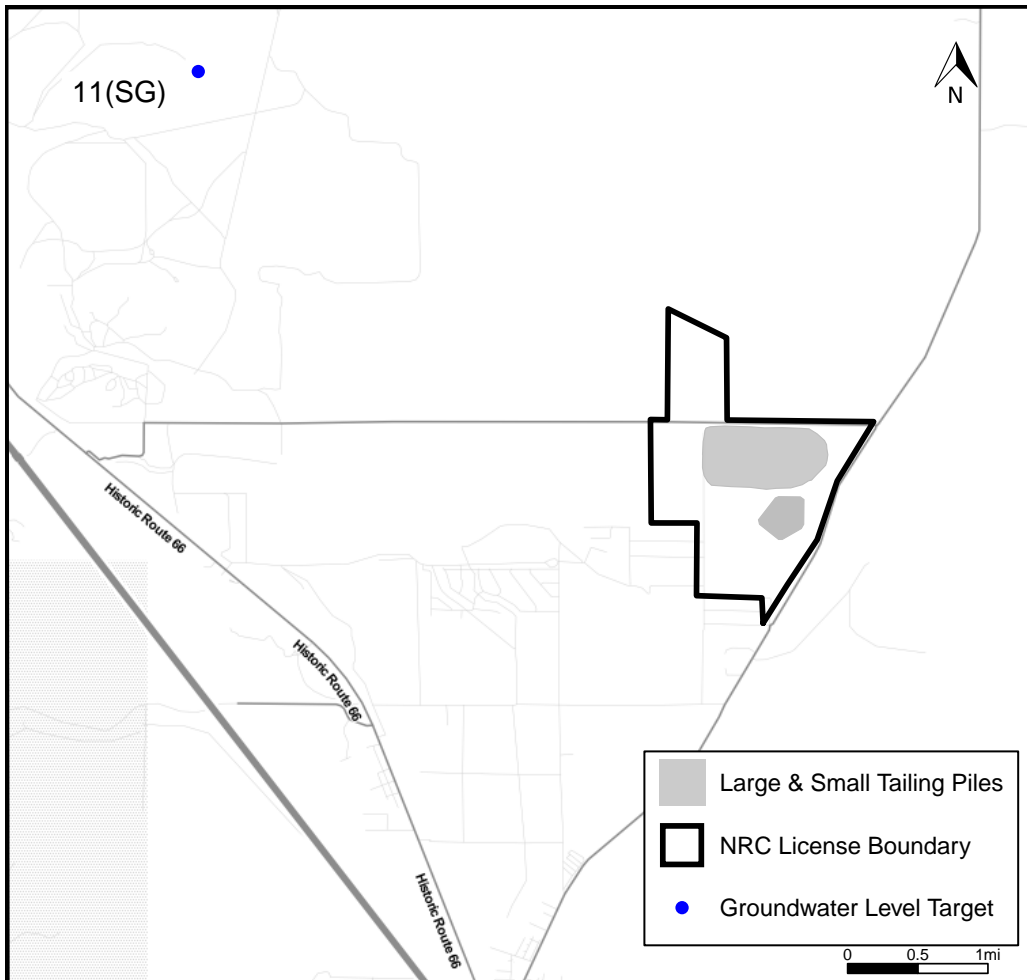 11(SG)
N
Historic Route 66
Historic Route 66
Historic Route 66
Large & Small Tailing Piles
NRC License Boundary
Groundwater Level Target
0 0.5 1mi